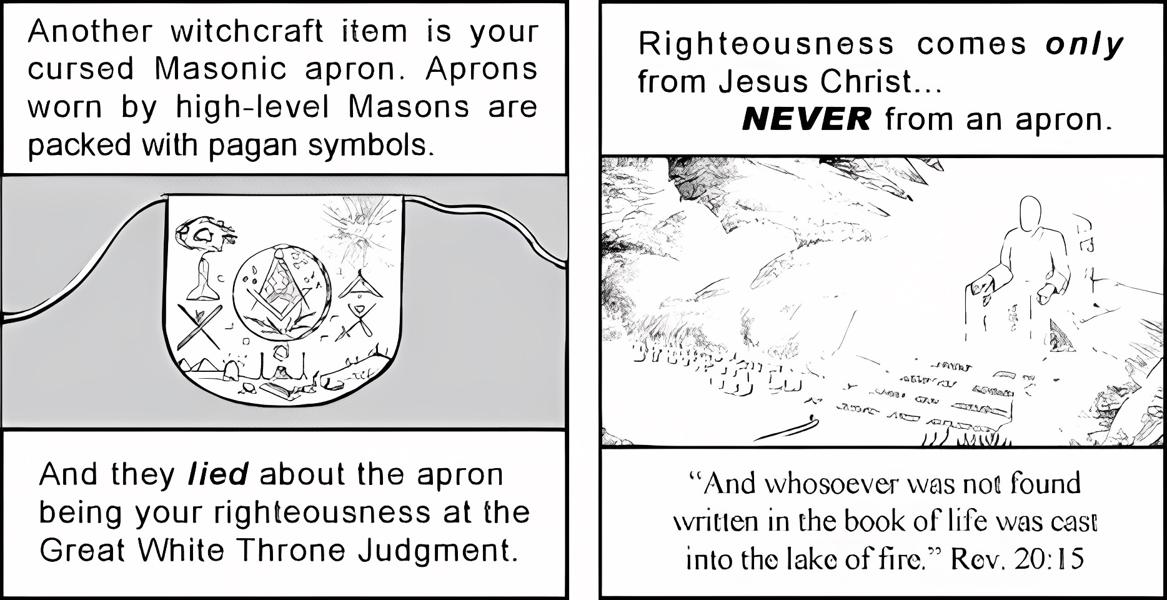 Another witchcraft item is your
cursed Masonic apron. Aprons
worn by high-level Masons are
packed with pagan symbols.
And they lied about the apron
being your righteousness at the
Great White Throne Judgment.
Righteousness comes only
from Jesus Christ...
NEVER from an apron.
“And whosoever was not found
written in the book of life was cast
into the lake of fire.” Rev. 20:15